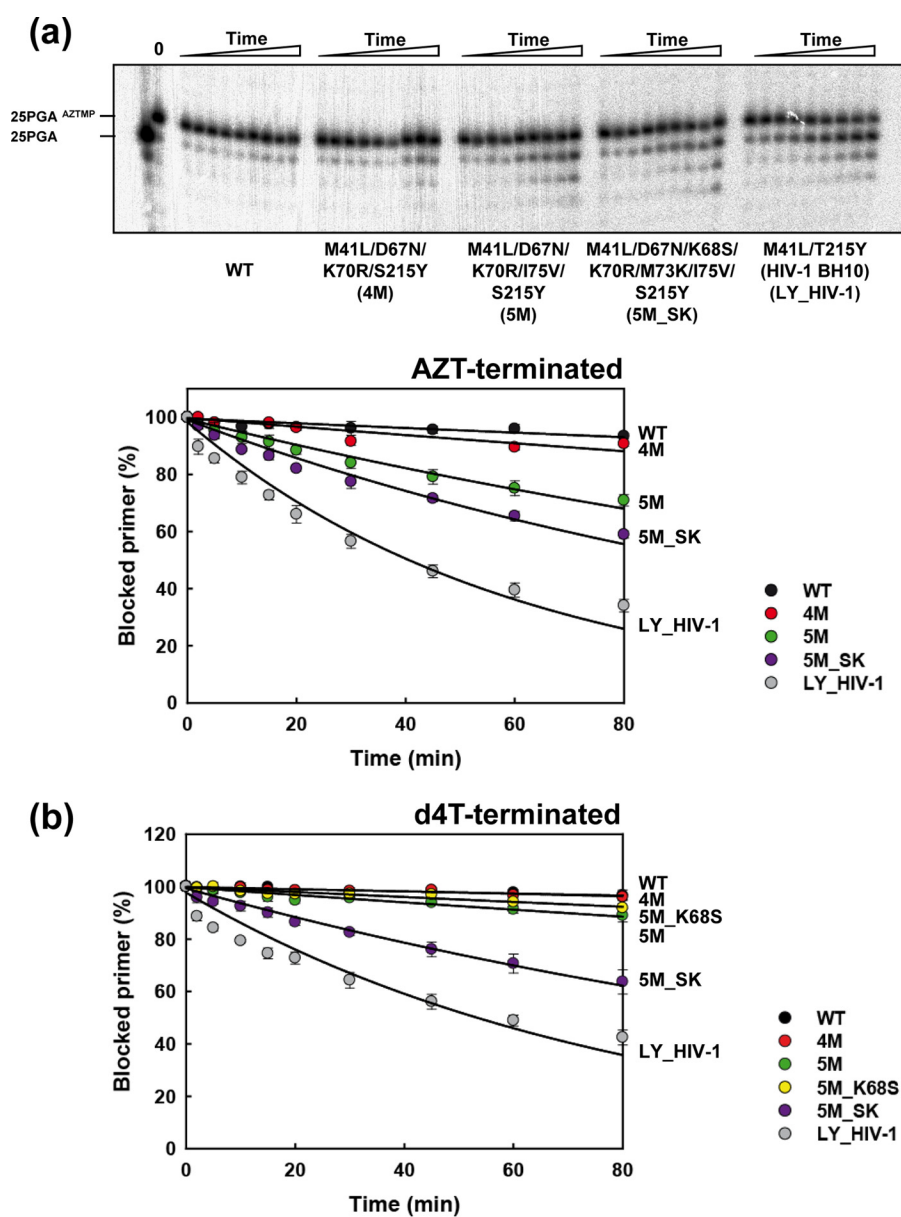 (a)
0
Time
Time
Time
Time
Time
25PGA AZTMP
25PGA
WT
M41L/D67N/
K70R/S215Y
(4M)
M41L/D67N/
K70R/I75V/
S215Y
(5M)
M41L/D67N/K68S/
K70R/M73K/I75V/
S215Y
(5M_SK)
M41L/T215Y
(HIV-1 BH10)
(LY_HIV-1)
AZT-terminated
Blocked primer (%)
100
80
60
40
20
0
WT
4M
5M
5M_SK
LY_HIV-1
WT
4M
5M
5M_SK
LY_HIV-1
0 20 40 60 80
Time (min)
(b)
d4T-terminated
Blocked primer (%)
120
100
80
60
40
20
0
WT
4M
5M_K68S
5M
5M_SK
LY_HIV-1
WT
4M
5M
5M_K68S
5M_SK
LY_HIV-1
0 20 40 60 80
Time (min)